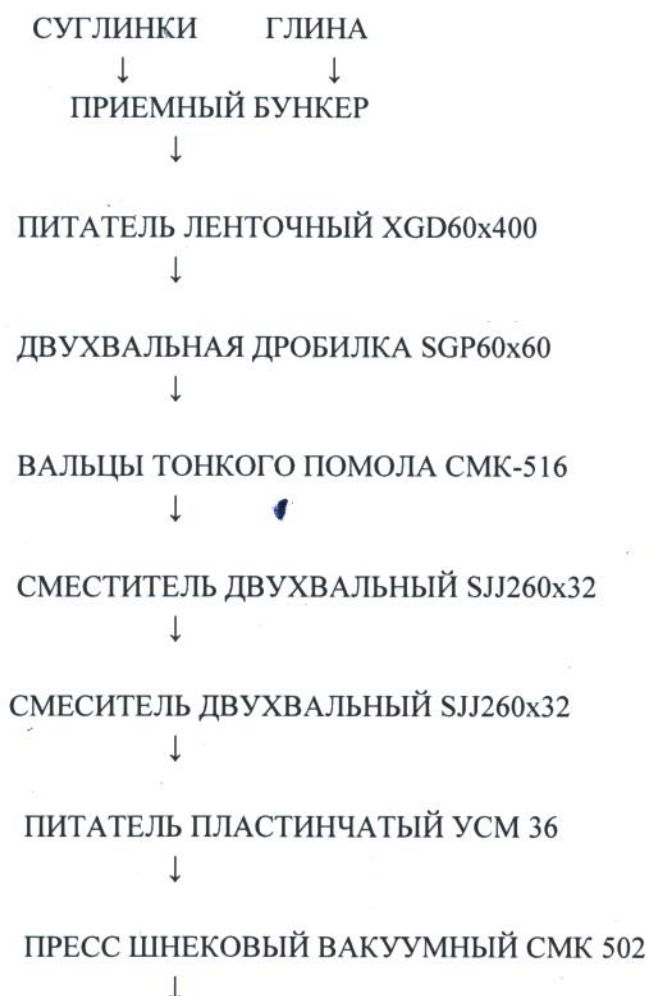 СУГЛИНКИ ГЛИНА
↓ ↓
ПРИЕМНЫЙ БУНКЕР
↓
ПИТАТЕЛЬ ЛЕНТОЧНЫЙ XGD60x400
↓
ДВУХВАЛЬНАЯ ДРОБИЛКА SGP60x60
↓
ВАЛЬЦЫ ТОНКОГО ПОМОЛА СМК-516
↓
СМЕСТИТЕЛЬ ДВУХВАЛЬНЫЙ SJJ260x32
↓
СМЕСИТЕЛЬ ДВУХВАЛЬНЫЙ SJJ260x32
↓
ПИТАТЕЛЬ ПЛАСТИНЧАТЫЙ УСМ 36
↓
ПРЕСС ШНЕКОВЫЙ ВАКУУМНЫЙ СМК 502
↓